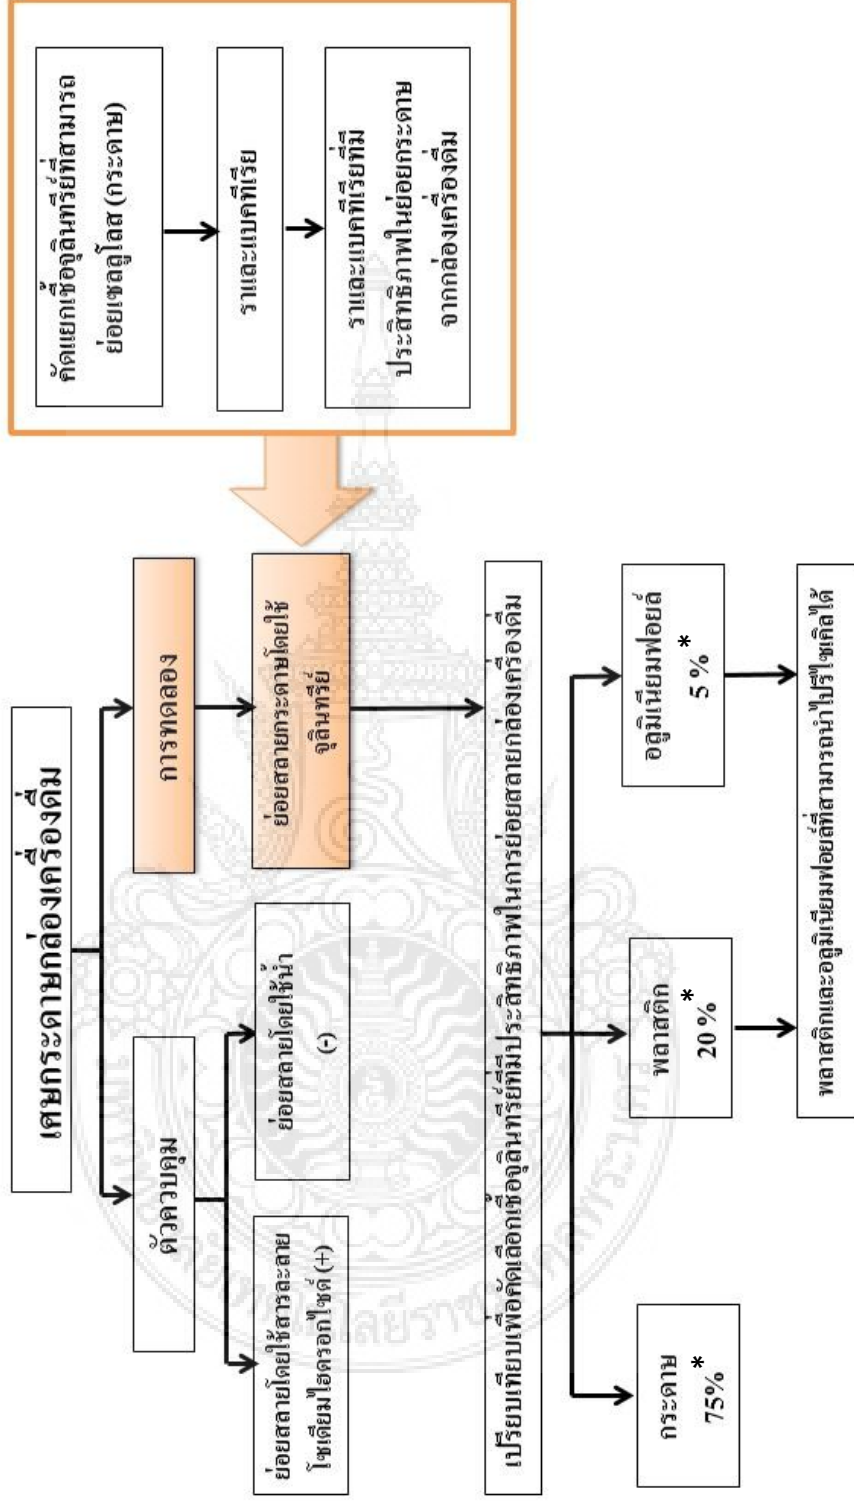 เศษกระดาษกล่องเครื่องดื่ม
ตัวควบคุม
การทดลอง
ย่อยสลายโดยใช้สารละลาย
โซเดียมไฮดรอกไซด์ (+)
ย่อยสลายโดยใช้น้ำ
(-)
ย่อยสลายกระดาษโดยใช้
จุลินทรีย์
คัดแยกเชื้อจุลินทรีย์ที่สามารถ
ย่อยเซลลูโลส (กระดาษ)
ราและแบคทีเรีย
ราและแบคทีเรียที่มี
ประสิทธิภาพในย่อยกระดาษ
จากกล่องเครื่องดื่ม
เปรียบเทียบเพื่อคัดเลือกเชื้อจุลินทรีย์ที่มีประสิทธิภาพในการย่อยสลายกล่องเครื่องดื่ม
กระดาษ
75% *
พลาสติก
20 % *
อลูมิเนียมฟอยล์
5 % *
พลาสติกและอลูมิเนียมฟอยล์ที่สามารถนำไปรีไซเคิลได้